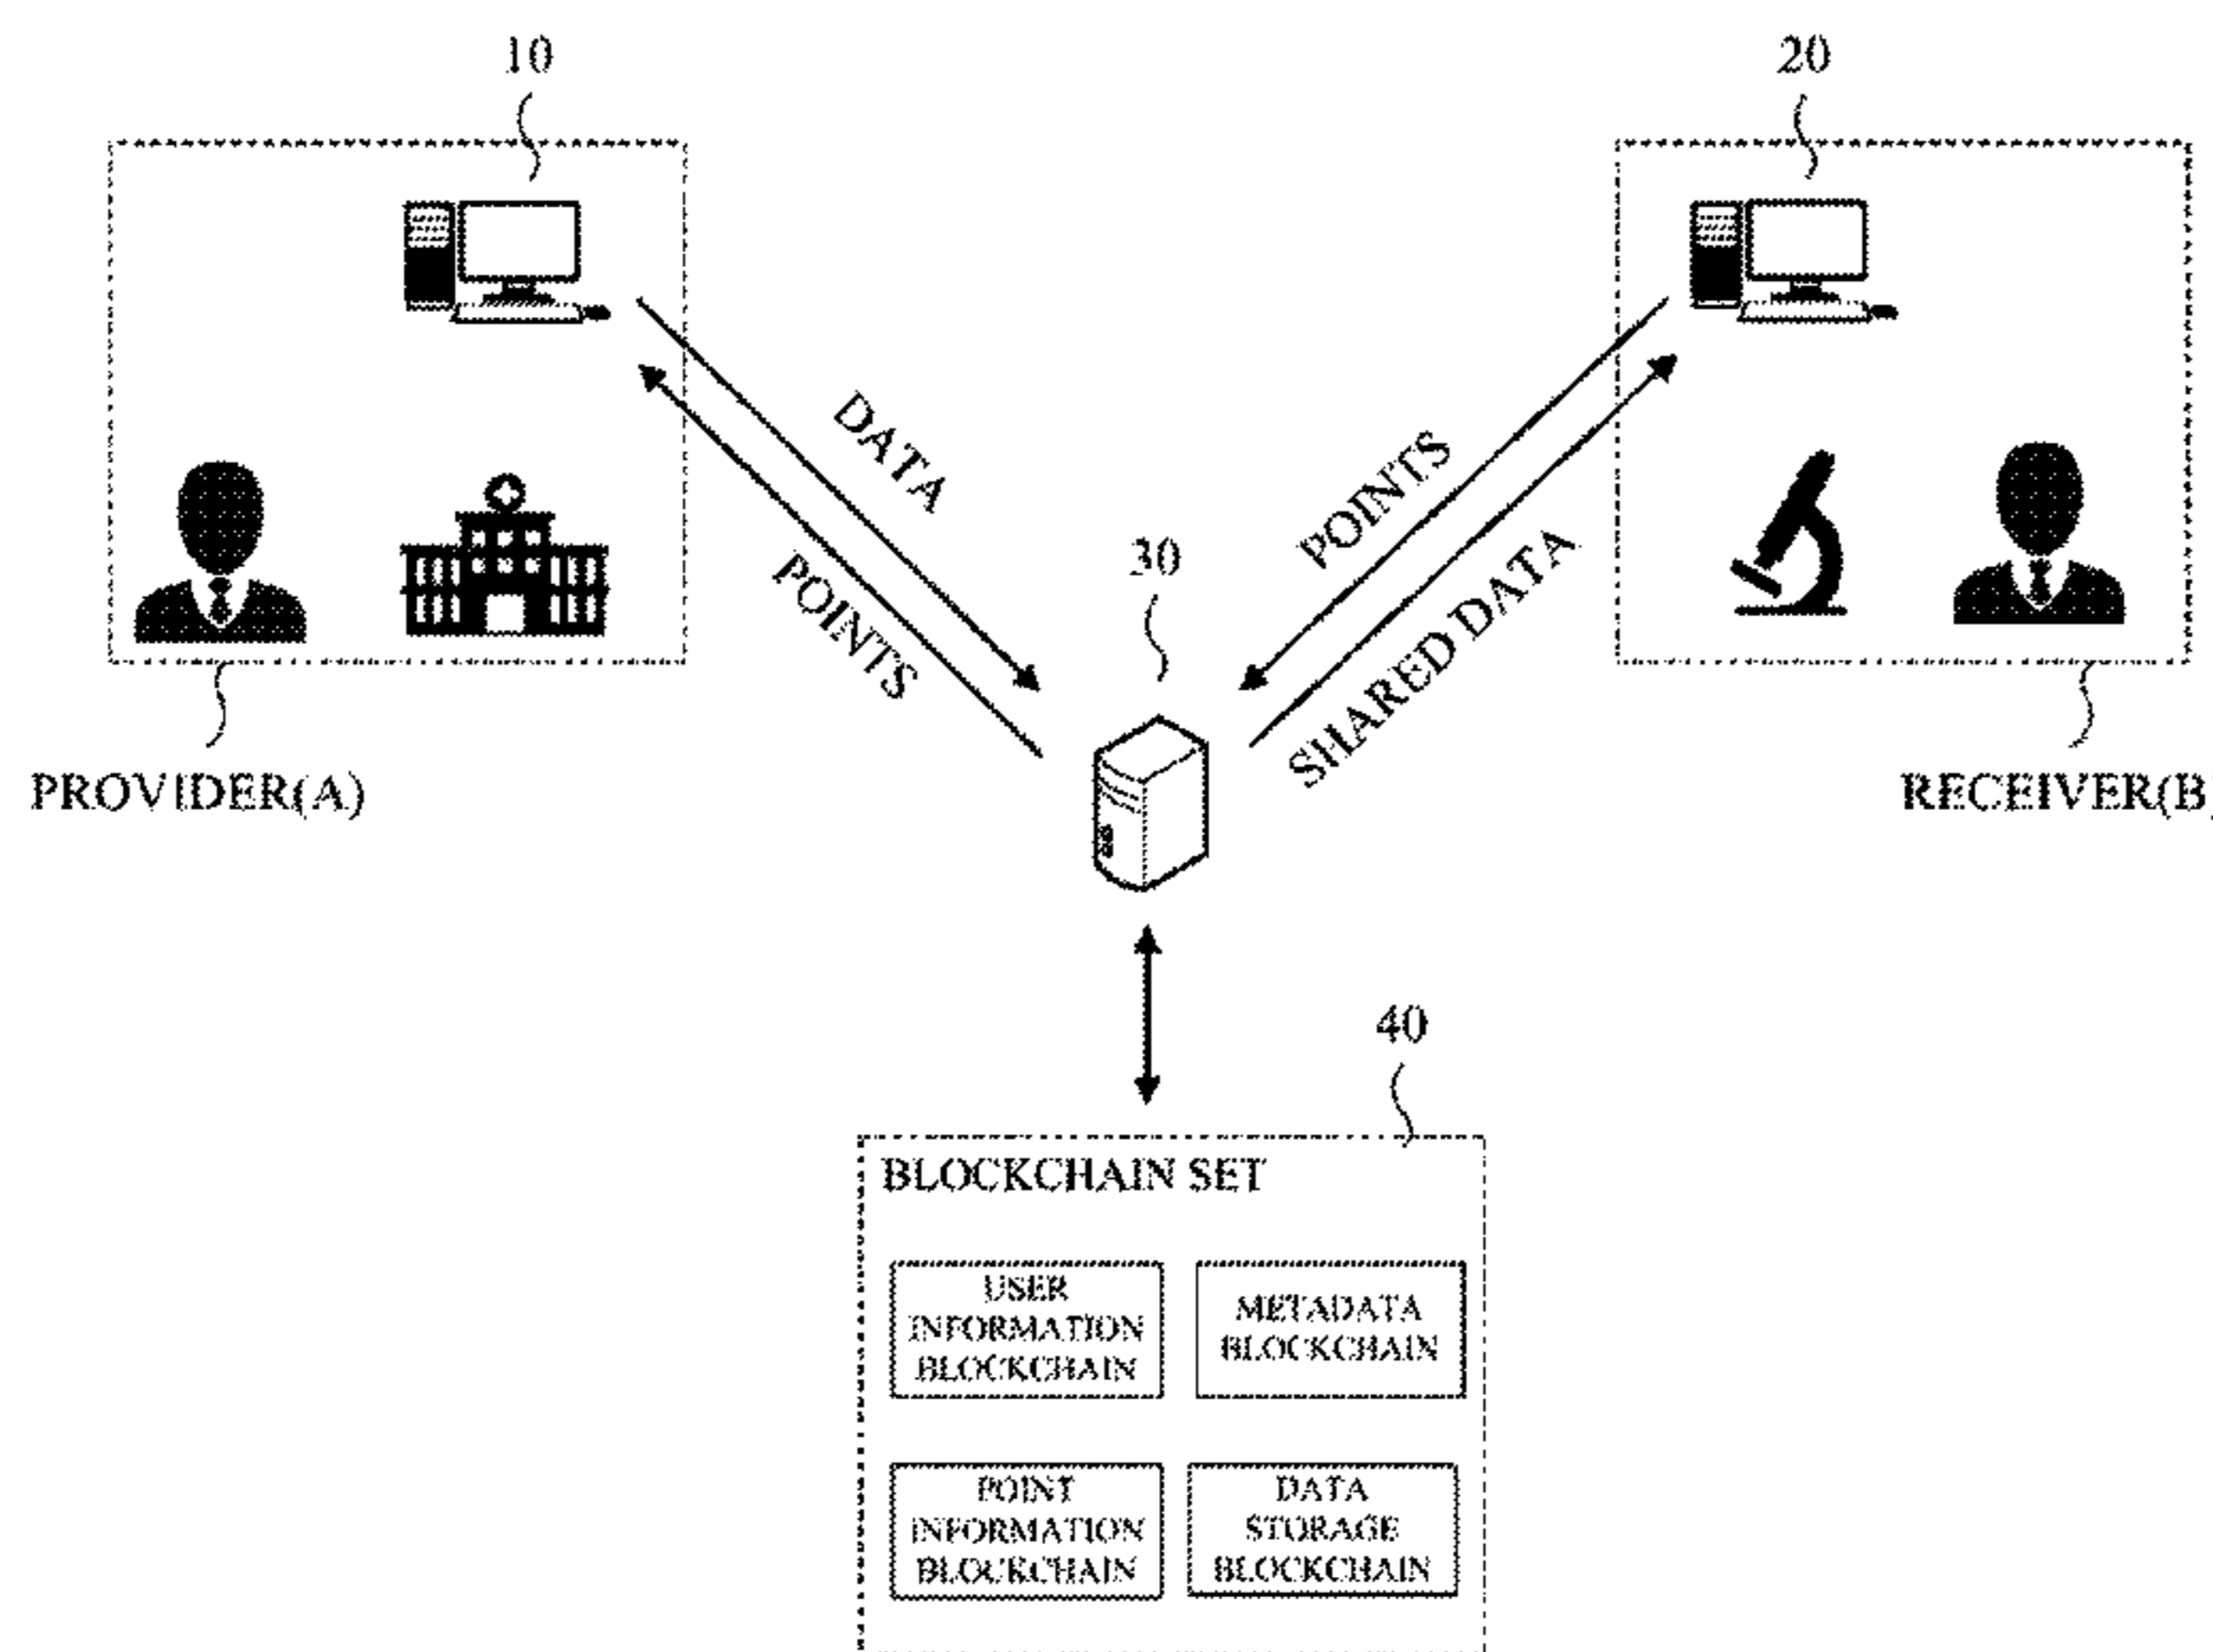 10
20
DATA
POINTS
POINTS
SHARED DATA
30
PROVIDER(A)
RECEIVER(B)
40
BLOCKCHAIN SET
USER
INFORMATION
BLOCKCHAIN
METADATA
BLOCKCHAIN
POINT
INFORMATION
BLOCKCHAIN
DATA
STORAGE
BLOCKCHAIN